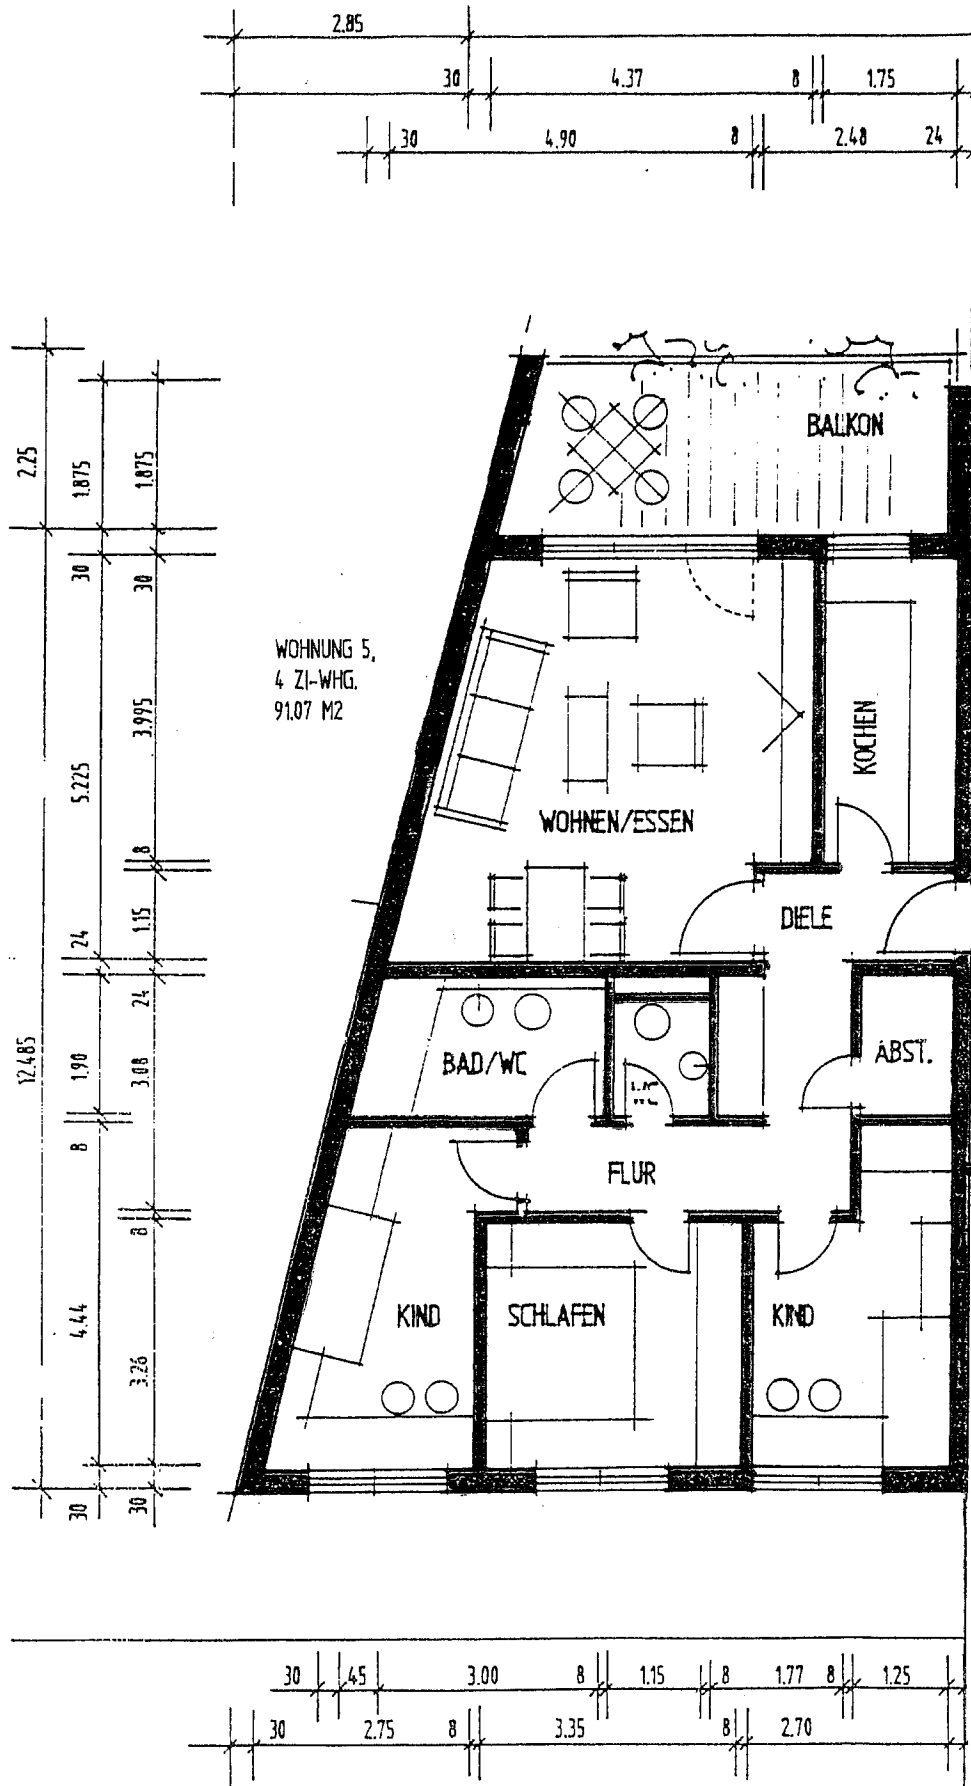 2.85
30 4.37 8 1.75
30 4.90 8 2.48 24
BALKON
2.25
1.875
1.875
30
30
WOHNUNG 5,
4 ZI-WHG.
91.07 M2
KOCHEN
3.995
5.225
WOHNEN/ESSEN
8
DIELE
1.15
24
24
12.485
1.90
3.08
BAD/WC
WC
ABST.
8
FLUR
8
4.44
3.26
KIND SCHLAFEN KIND
30
30
30 45 3.00 8 1.15 8 1.77 8 1.25
30 2.75 8 3.35 8 2.70